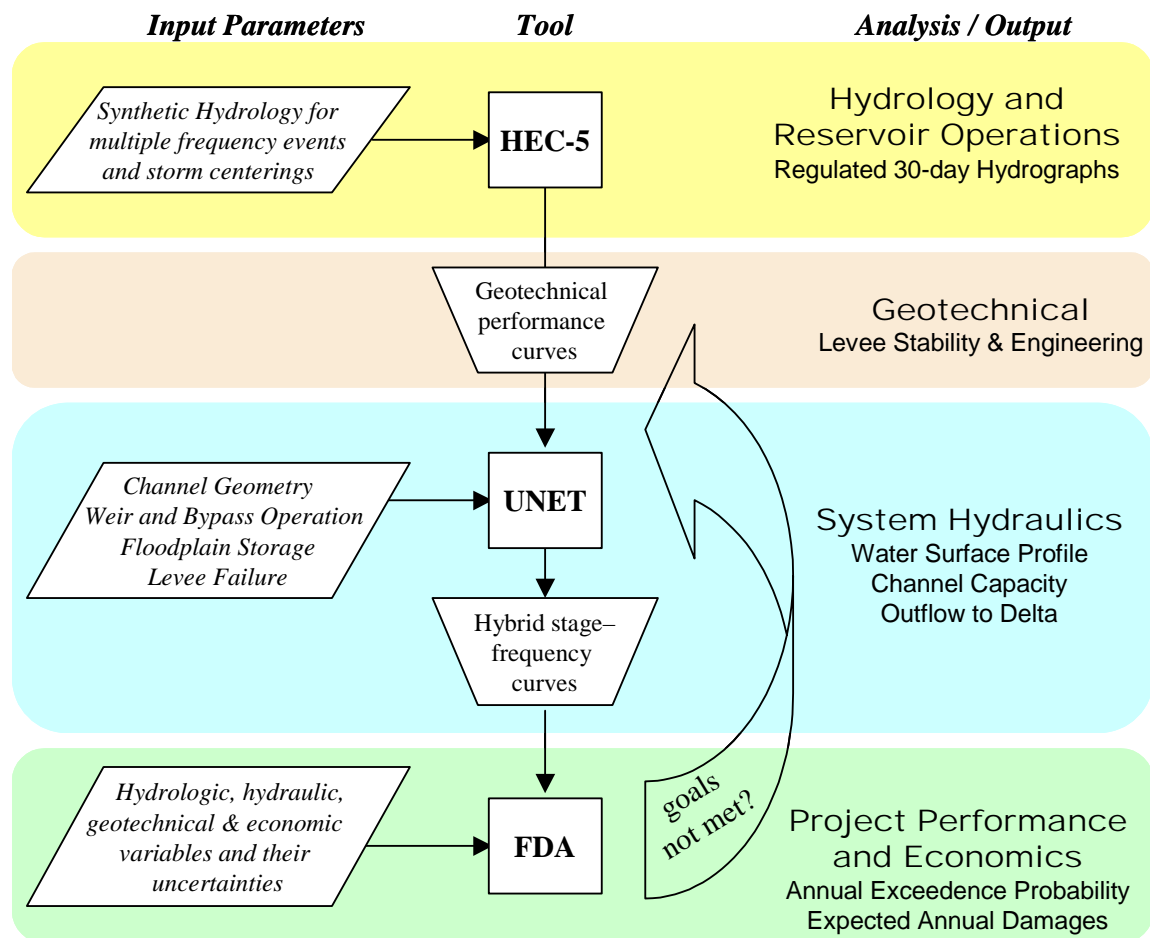 Input Parameters
Tool
Analysis / Output
Synthetic Hydrology for
multiple frequency events
and storm centerings
HEC-5
Hydrology and
Reservoir Operations
Regulated 30-day Hydrographs
Geotechnical
performance
curves
Geotechnical
Levee Stability & Engineering
Channel Geometry
Weir and Bypass Operation
Floodplain Storage
Levee Failure
UNET
System Hydraulics
Water Surface Profile
Channel Capacity
Outflow to Delta
Hybrid stage–
frequency
curves
Hydrologic, hydraulic,
geotechnical & economic
variables and their
uncertainties
FDA
goals
not met?
Project Performance
and Economics
Annual Exceedence Probability
Expected Annual Damages